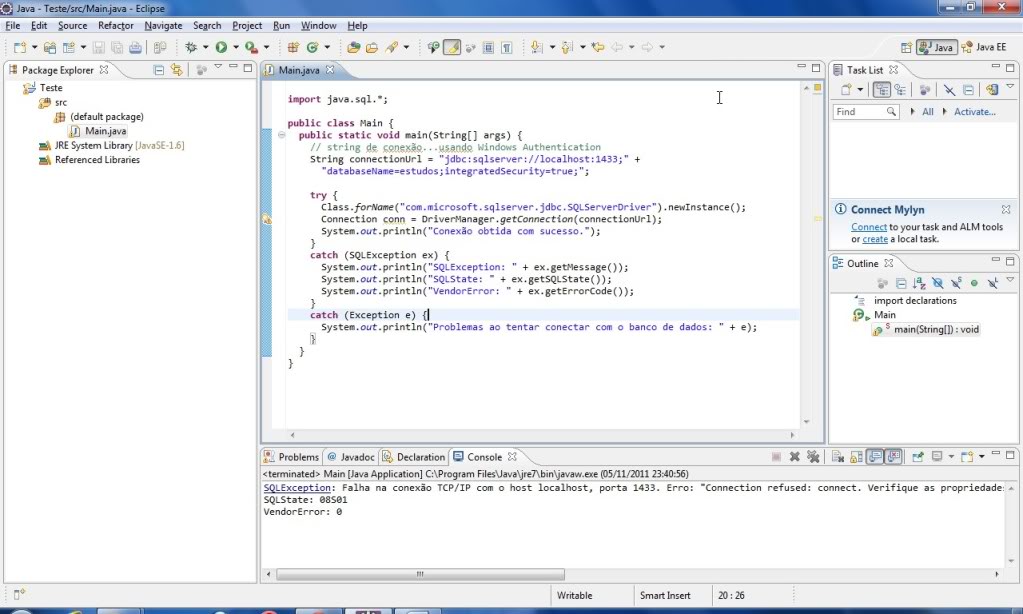 Java - Teste/src/Main.java - Eclipse
File Edit Source Refactor Navigate Search Project Run Window Help
Java Java EE
Package Explorer
Teste
src
(default package)
Main.java
JRE System Library [JavaSE-1.6]
Referenced Libraries
Main.java
import java.sql.*;
public class Main {
public static void main(String[] args) {
// string de conexão...usando Windows Authentication
String connectionUrl = "jdbc:sqlserver://localhost:1433;" +
"databaseName=estudos;integratedSecurity=true;";
try {
Class.forName("com.microsoft.sqlserver.jdbc.SQLServerDriver").newInstance();
Connection conn = DriverManager.getConnection(connectionUrl);
System.out.println("Conexão obtida com sucesso.");
}
catch (SQLException ex) {
System.out.println("SQLException: " + ex.getMessage());
System.out.println("SQLState: " + ex.getSQLState());
System.out.println("VendorError: " + ex.getErrorCode());
}
catch (Exception e) {
System.out.println("Problemas ao tentar conectar com o banco de dados: " + e);
}
}
}
Task List
Find All Activate...
Connect Mylyn
Connect to your task and ALM tools
or create a local task.
Outline
import declarations
Main
main(String[]) : void
Problems @ Javadoc Declaration Console
<terminated> Main [Java Application] C:\Program Files\Java\jre7\bin\javaw.exe (05/11/2011 23:40:56)
SQLException: Falha na conexão TCP/IP com o host localhost, porta 1433. Erro: "Connection refused: connect. Verifique as propriedade
SQLState: 08S01
VendorError: 0
Writable Smart Insert 20 : 26